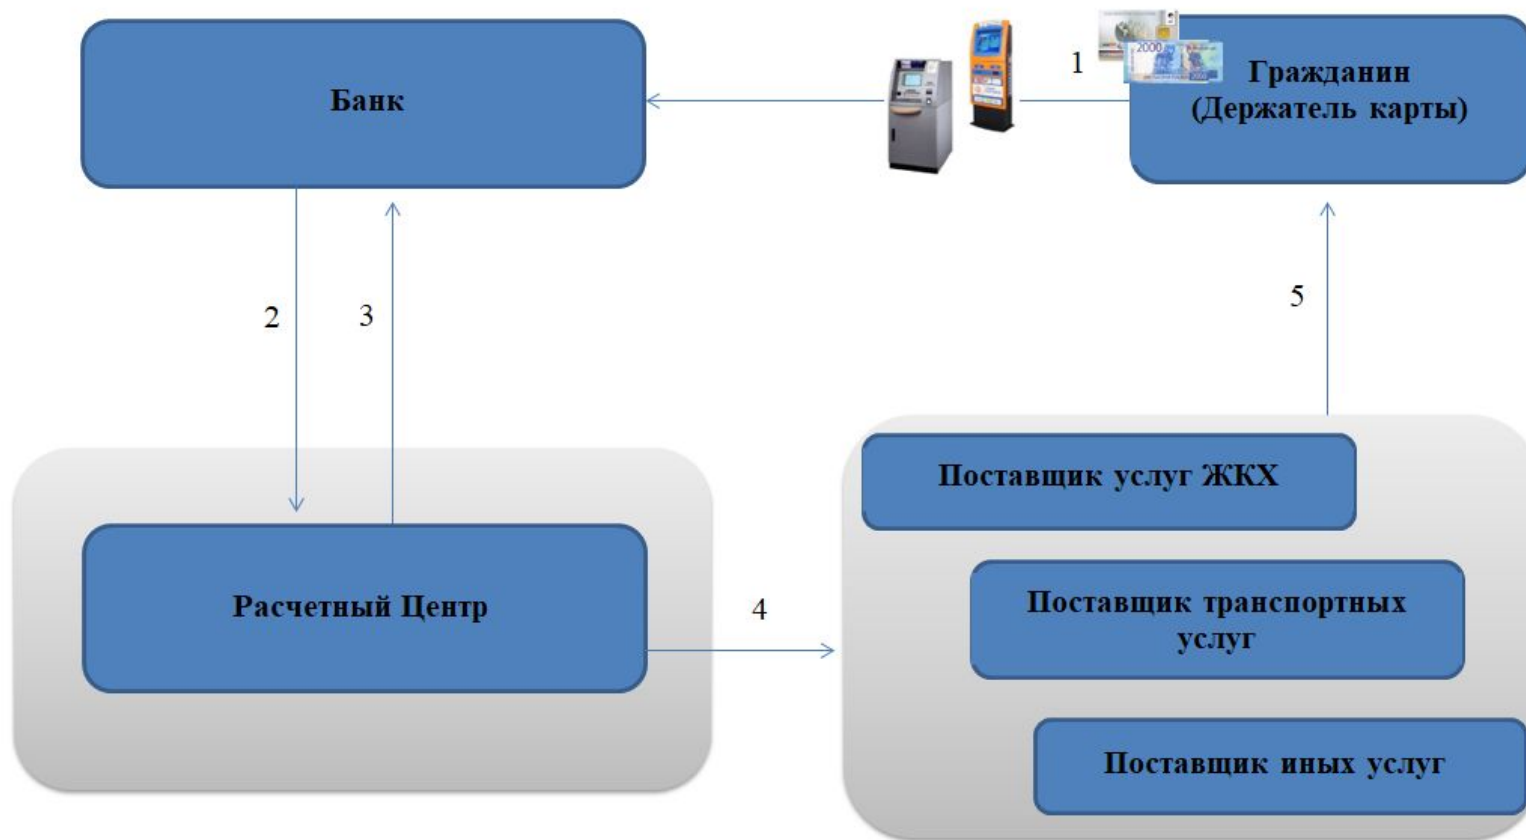 Банк
1
2000
Гражданин
(Держатель карты)
2
3
5
Поставщик услуг ЖКХ
Расчетный Центр
4
Поставщик транспортных
услуг
Поставщик иных услуг